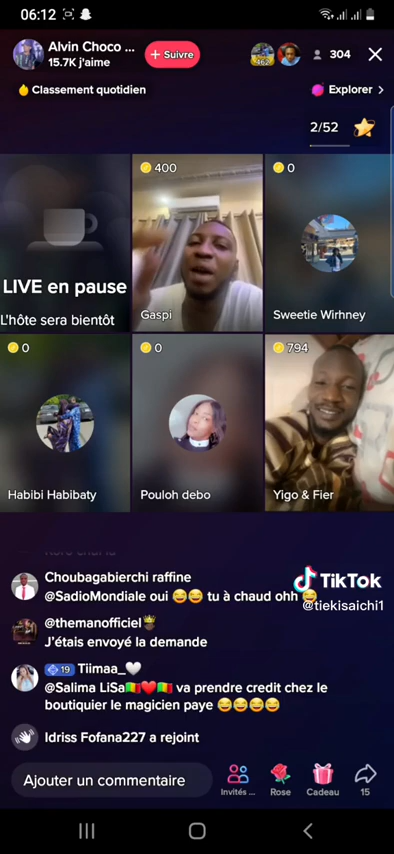 06:12
Alvin Choco ...
15.7K j'aime
+ Suivre
462
304
Classement quotidien
Explorer >
2/52
LIVE en pause
L'hôte sera bientôt
400
Gaspi
0
Sweetie Wirhney
0
Habibi Habibaty
0
Pouloh debo
794
Yigo & Fier
Choubagabierchi raffine
@SadioMondiale oui 😂😂 tu à chaud ohh 😂
TikTok
@tiekisaichi1
@themanofficiel
J'étais envoyé la demande
19 Tiimaa_🤍
@Salima LiSa🇬🇳❤️🇬🇳 va prendre credit chez le
boutiquier le magicien paye 😂😂😂😂
Idriss Fofana227 a rejoint
Ajouter un commentaire
Invités ...
Rose
Cadeau
15